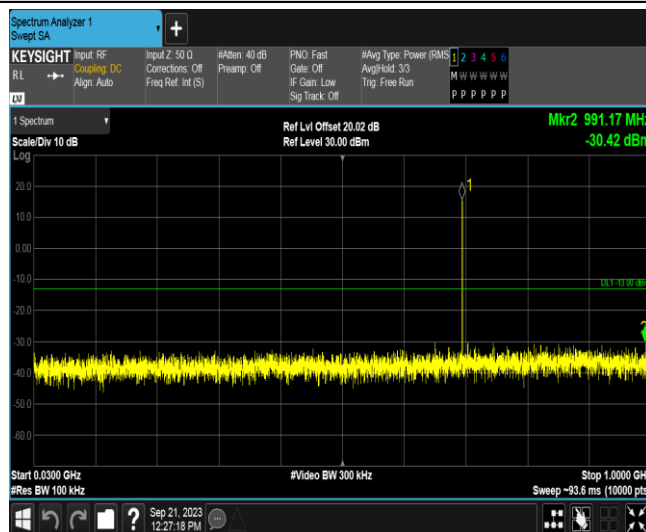 Spectrum Analyzer 1
Swept SA
KEYSIGHT
RL
LXI
Input: RF
Coupling: DC
Align: Auto
Input Z: 50 Ω
Corrections: Off
Freq Ref: Int (S)
#Atten: 40 dB
Preamp: Off
PNO: Fast
Gate: Off
IF Gain: Low
Sig Track: Off
#Avg Type: Power (RMS
Avg|Hold: 3/3
Trig: Free Run
1 2 3 4 5 6
M W W W W W
P P P P P P
1 Spectrum
Scale/Div 10 dB
Ref Lvl Offset 20.02 dB
Ref Level 30.00 dBm
Mkr2 991.17 MHz
-30.42 dBm
Log
1
20.0
10.0
0.00
-10.0
DL1 -13.00 dBm
-20.0
-30.0
2
-40.0
-50.0
-60.0
Start 0.0300 GHz
#Video BW 300 kHz
Stop 1.0000 GH
#Res BW 100 kHz
Sweep ~93.6 ms (10000 pts
Sep 21, 2023
12:27:18 PM